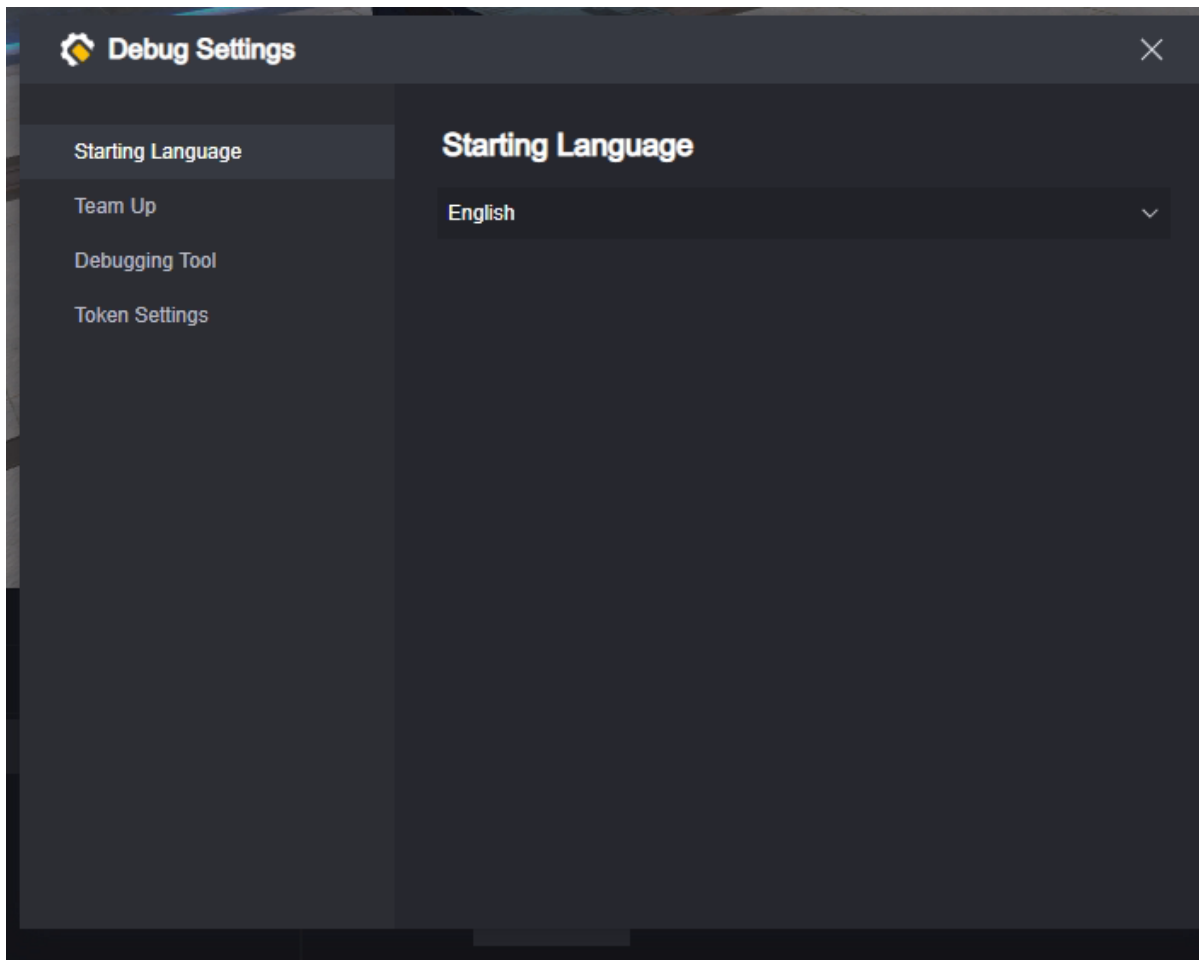 Debug Settings
Starting Language
Team Up
Debugging Tool
Token Settings
Starting Language
English